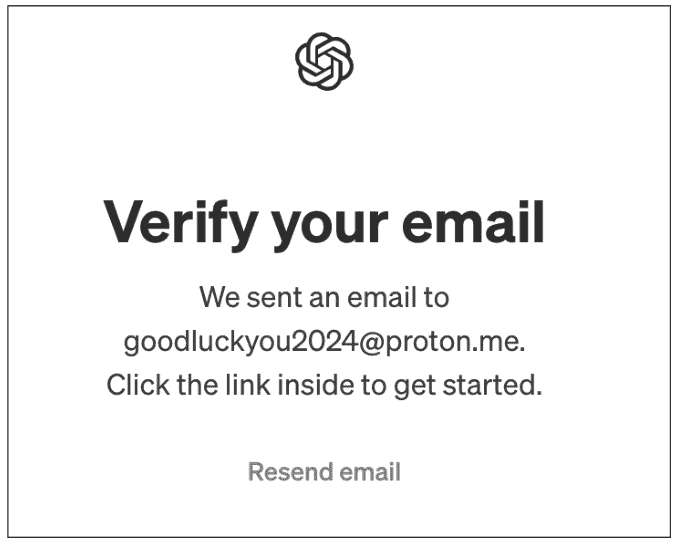 Verify your email
We sent an email to
goodluckyou2024@proton.me.
Click the link inside to get started.
Resend email